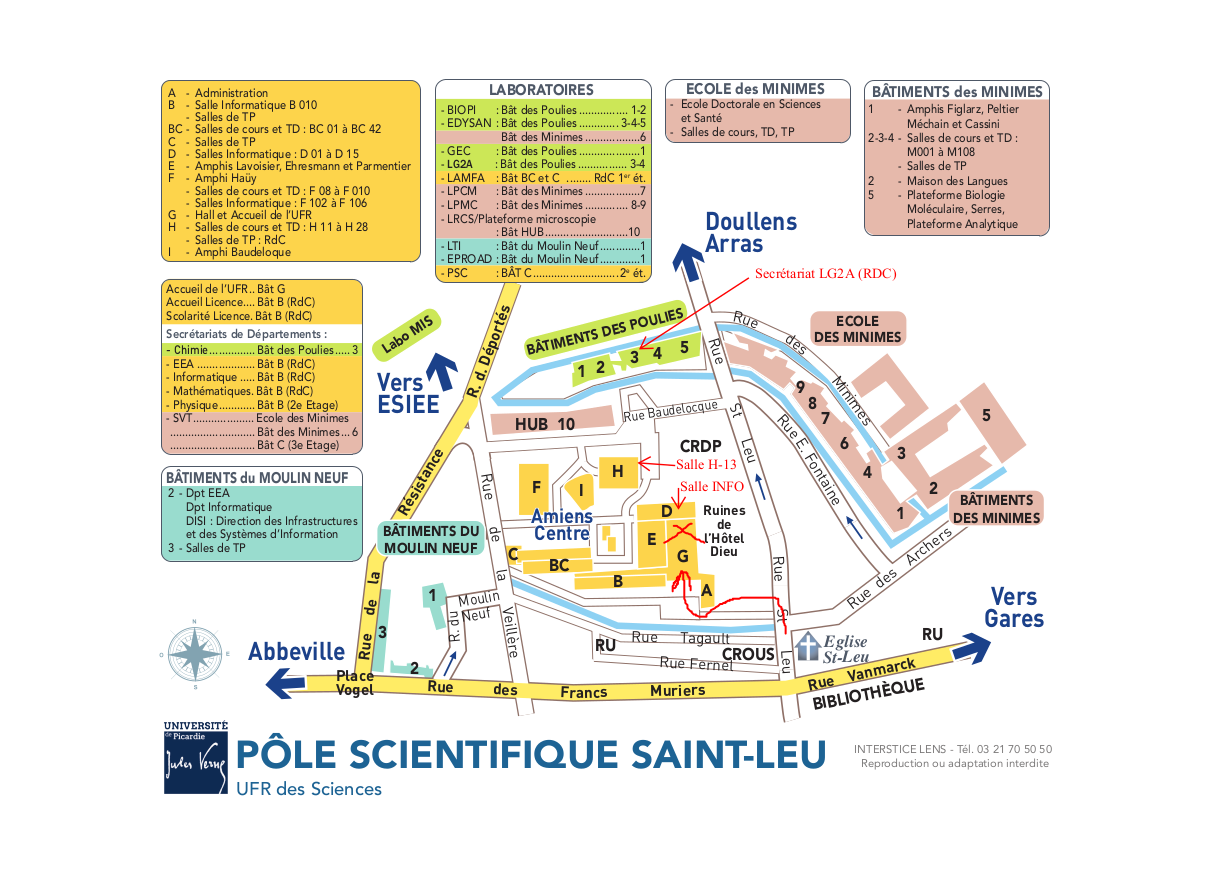 A - Administration
B - Salle Informatique B 010
- Salles de TP
BC - Salles de cours et TD : BC 01 à BC 42
C - Salles de TP
D - Salles Informatique : D 01 à D 15
E - Amphis Lavoisier, Ehresmann et Parmentier
F - Amphi Haüy
- Salles de cours et TD : F 08 à F 010
- Salles Informatique : F 102 à F 106
G - Hall et Accueil de l'UFR
H - Salles de cours et TD : H 11 à H 28
- Salles de TP : RdC
I - Amphi Baudeloque
LABORATOIRES
- BIOPI : Bât des Poulies ............... 1-2
- EDYSAN : Bât des Poulies ............ 3-4-5
Bât des Minimes ................6
- GEC : Bât des Poulies ................1
- LG2A : Bât des Poulies ............... 3-4
- LAMFA : Bât BC et C ........ RdC 1er ét.
- LPCM : Bât des Minimes ................7
- LPMC : Bât des Minimes ............. 8-9
- LRCS/Plateforme microscopie
: Bât HUB.........................10
- LTI : Bât du Moulin Neuf............1
- EPROAD : Bât du Moulin Neuf............1
- PSC : BÂT C ..........................2e ét.
ECOLE des MINIMES
- Ecole Doctorale en Sciences
et Santé
- Salles de cours, TD, TP
BÂTIMENTS des MINIMES
1 - Amphis Figlarz, Peltier
Méchain et Cassini
2-3-4 - Salles de cours et TD :
M001 à M108
- Salles de TP
2 - Maison des Langues
5 - Plateforme Biologie
Moléculaire, Serres,
Plateforme Analytique
Accueil de l'UFR.. Bât G
Accueil Licence.... Bât B (RdC)
Scolarité Licence. Bât B (RdC)
Secrétariats de Départements :
- Chimie.............. Bât des Poulies..... 3
- EEA ................. Bât B (RdC)
- Informatique ..... Bât B (RdC)
- Mathématiques. Bât B (RdC)
- Physique............ Bât B (2e Etage)
- SVT................... Ecole des Minimes
........................ Bât des Minimes... 6
........................ Bât C (3e Etage)
BÂTIMENTS du MOULIN NEUF
2 - Dpt EEA
Dpt Informatique
DISI : Direction des Infrastructures
et des Systèmes d'Information
3 - Salles de TP
Doullens
Arras
Secrétariat LG2A (RDC)
Labo MIS
Vers
ESIEE
R. d. Déportés
Résistance
Rue de la
BÂTIMENTS DES POULIES
1 2 3 4 5
Rue des Minimes
ECOLE
DES MINIMES
HUB 10
Rue Baudelocque
CRDP
Rue St Leu
Rue E. Fontaine
9
8
7
6
4
3
5
2
1
BÂTIMENTS
DES MINIMES
Salle H-13
Salle INFO
H
F
I
Amiens
Centre
D
E
G
Ruines
de
l'Hôtel
Dieu
C
BC
B
A
Rue de la Veillère
BÂTIMENTS DU
MOULIN NEUF
1
3
2
R. du Moulin Neuf
Rue des Archers
Rue St Leu
Vers
Gares
RU
Rue Tagault
RU
Rue Fernel
CROUS
Eglise
St-Leu
N
O
E
S
Abbeville
Place
Vogel
Rue des Francs Muriers
Rue Vanmarck
BIBLIOTHÈQUE
UNIVERSITÉ
de Picardie
Jules Verne
PÔLE SCIENTIFIQUE SAINT-LEU
UFR des Sciences
INTERSTICE LENS - Tél. 03 21 70 50 50
Reproduction ou adaptation interdite